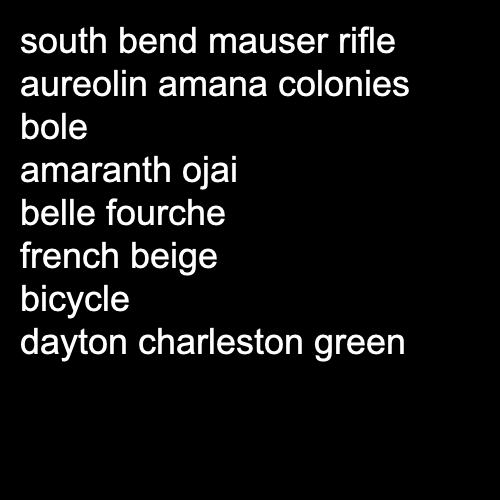 south bend mauser rifle
aureolin amana colonies
bole
amaranth ojai
belle fourche
french beige
bicycle
dayton charleston green